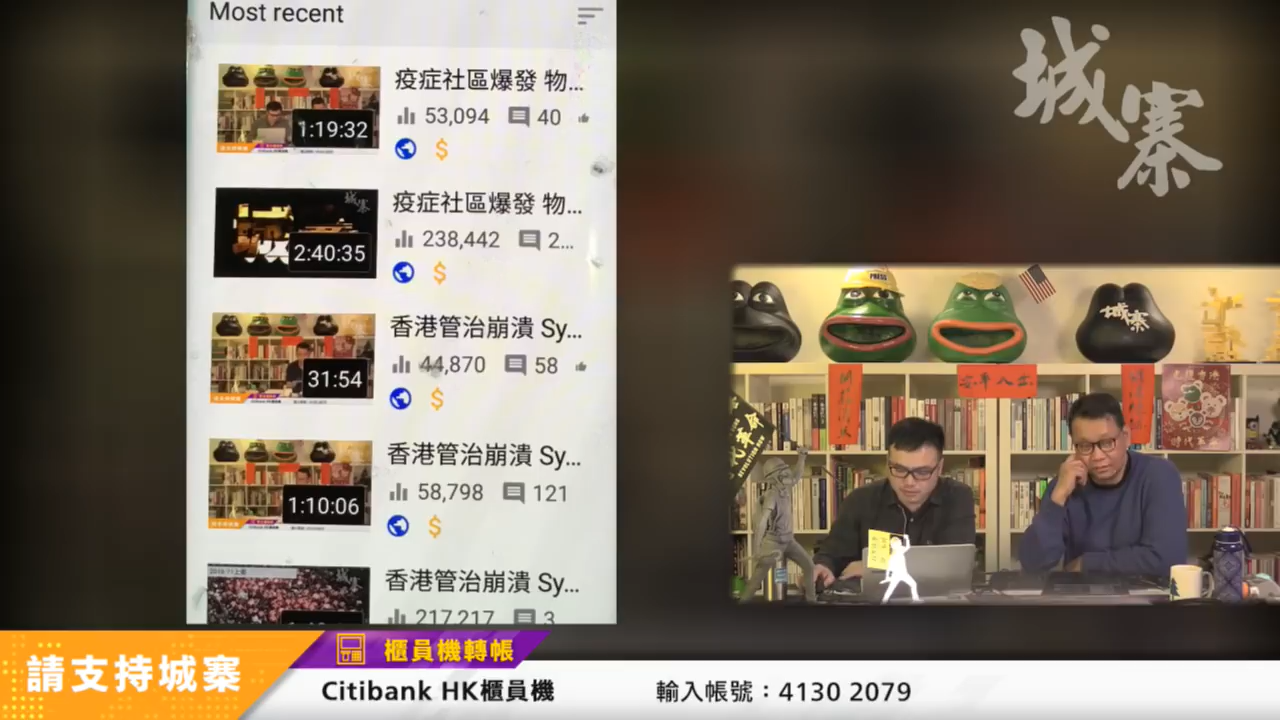 Most recent
疫症社區爆發 物...
1:19:32
53,094
40
疫症社區爆發 物...
2:40:35
238,442
2...
香港管治崩潰 Sy...
31:54
44,870
58
香港管治崩潰 Sy...
1:10:06
58,798
121
香港管治崩潰 Sy...
217,217
3
城寨
PRESS
城寨
請支持城寨
櫃員機轉帳
Citibank HK櫃員機
輸入帳號：4130 2079